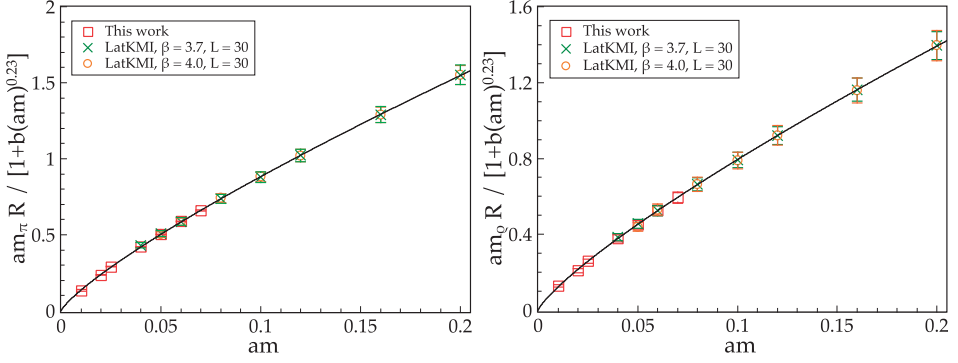 2
1.5
1
0.5
0
am_π R / [1+b(am)^0.23]
This work
LatKMI, β = 3.7, L = 30
LatKMI, β = 4.0, L = 30
0 0.05 0.1 0.15 0.2
am
1.6
1.2
0.8
0.4
0
am_ϱ R / [1+b(am)^0.23]
This work
LatKMI, β = 3.7, L = 30
LatKMI, β = 4.0, L = 30
0 0.05 0.1 0.15 0.2
am